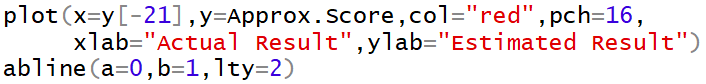 plot(x=y[-21],y=Approx.Score,col="red",pch=16,
     xlab="Actual Result",ylab="Estimated Result")
abline(a=0,b=1,lty=2)